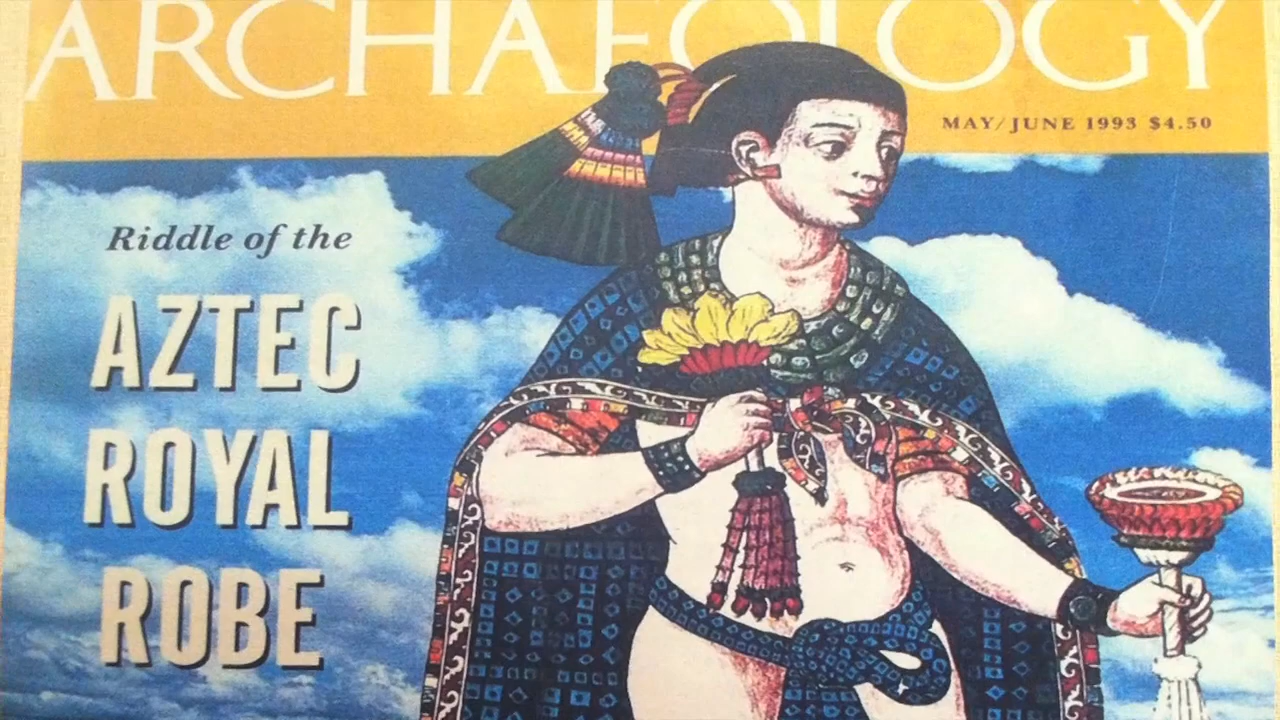 ARCHAEOLOGY
MAY/JUNE 1993 $4.50
Riddle of the
AZTEC
ROYAL
ROBE